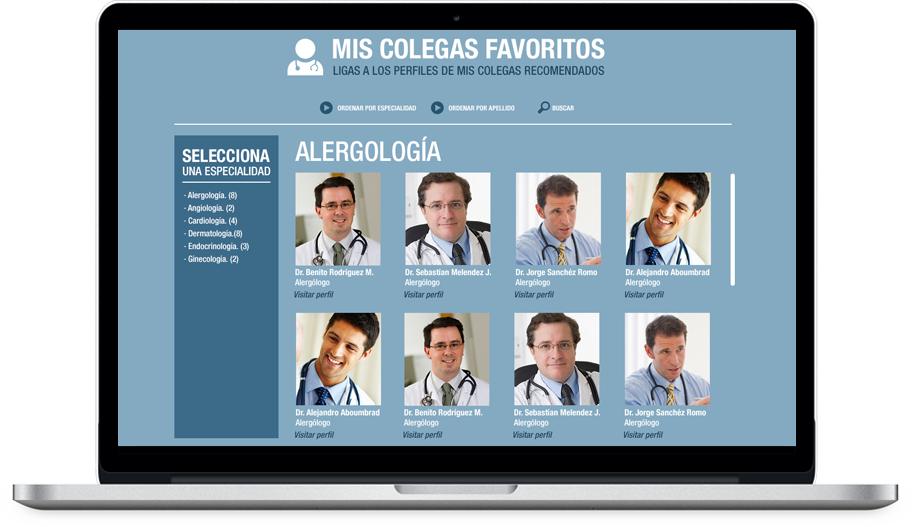 MIS COLEGAS FAVORITOS
LIGAS A LOS PERFILES DE MIS COLEGAS RECOMENDADOS
ORDENAR POR ESPECIALIDAD ORDENAR POR APELLIDO BUSCAR
SELECCIONA
UNA ESPECIALIDAD
· Alergología. (8)
· Angiología. (2)
· Cardiología. (4)
· Dermatología.(8)
· Endocrinología. (3)
· Ginecología. (2)
ALERGOLOGÍA
Dr. Benito Rodríguez M. Dr. Sebastían Melendez J. Dr. Jorge Sanchéz Romo Dr. Alejandro Aboumbrad
Alergólogo Alergólogo Alergólogo Alergólogo
Visitar perfil Visitar perfil Visitar perfil Visitar perfil
Dr. Alejandro Aboumbrad Dr. Benito Rodríguez M. Dr. Sebastían Melendez J. Dr. Jorge Sanchéz Romo
Alergólogo Alergólogo Alergólogo Alergólogo
Visitar perfil Visitar perfil Visitar perfil Visitar perfil